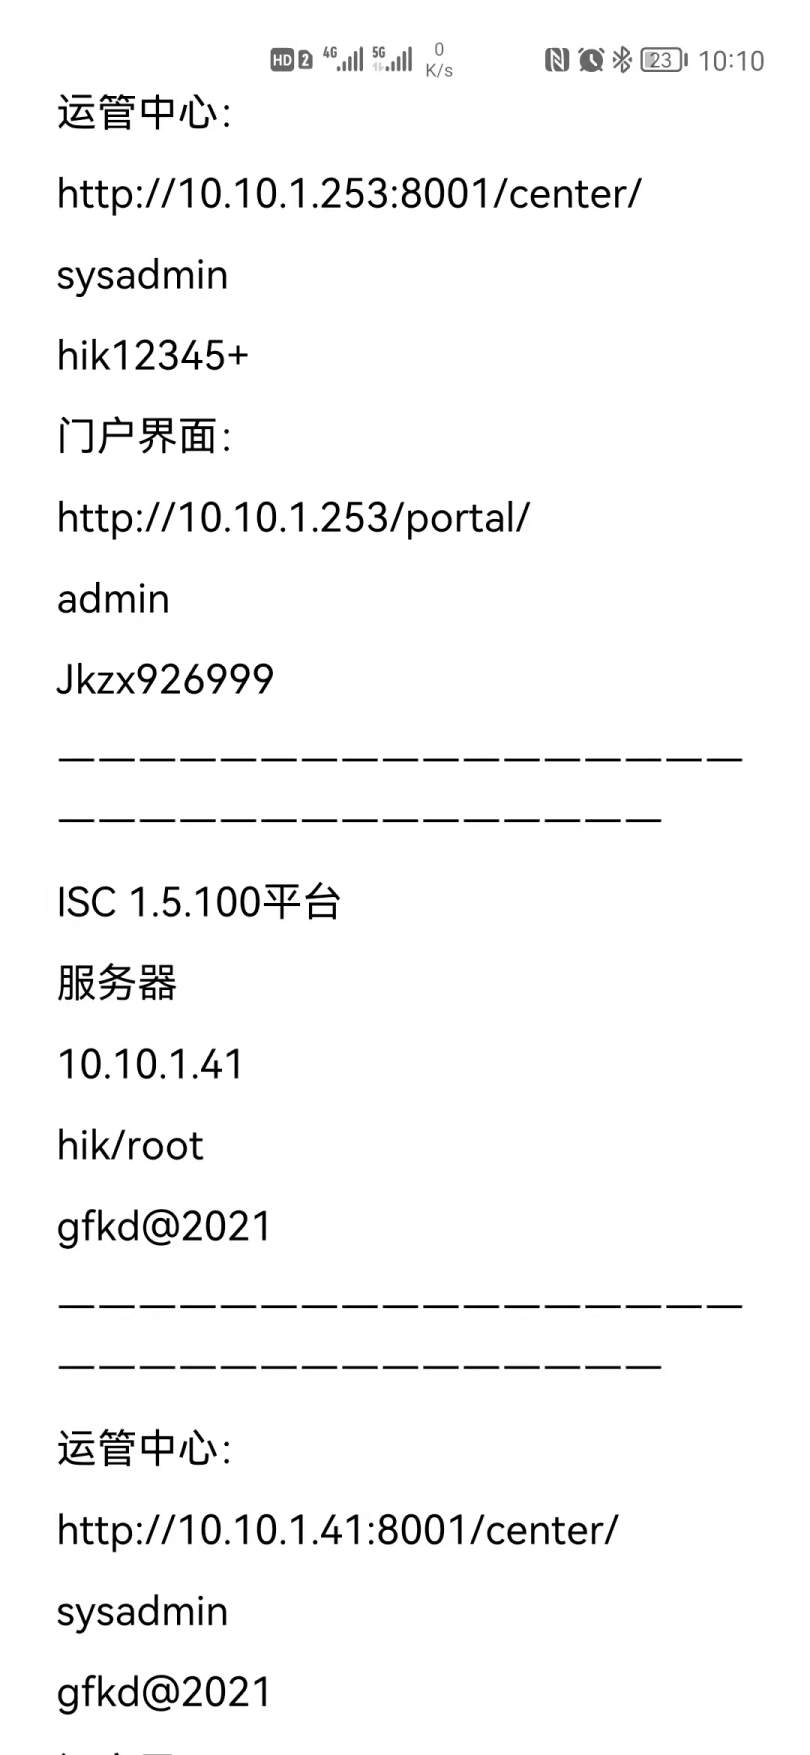 HD 2 4G 5G 0 K/s 23 10:10
运管中心：
http://10.10.1.253:8001/center/
sysadmin
hik12345+
门户界面：
http://10.10.1.253/portal/
admin
Jkzx926999
—————————————————
———————————————
ISC 1.5.100平台
服务器
10.10.1.41
hik/root
gfkd@2021
—————————————————
———————————————
运管中心：
http://10.10.1.41:8001/center/
sysadmin
gfkd@2021